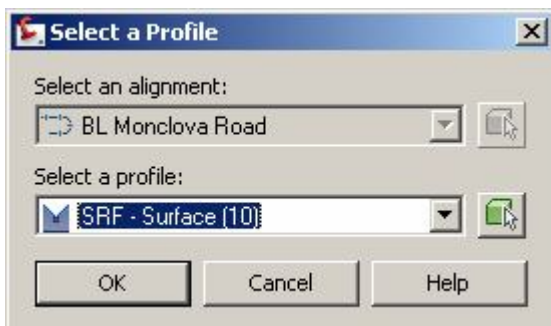 Select a Profile
Select an alignment:
BL Monclova Road
Select a profile:
SRF - Surface (10)
OK Cancel Help